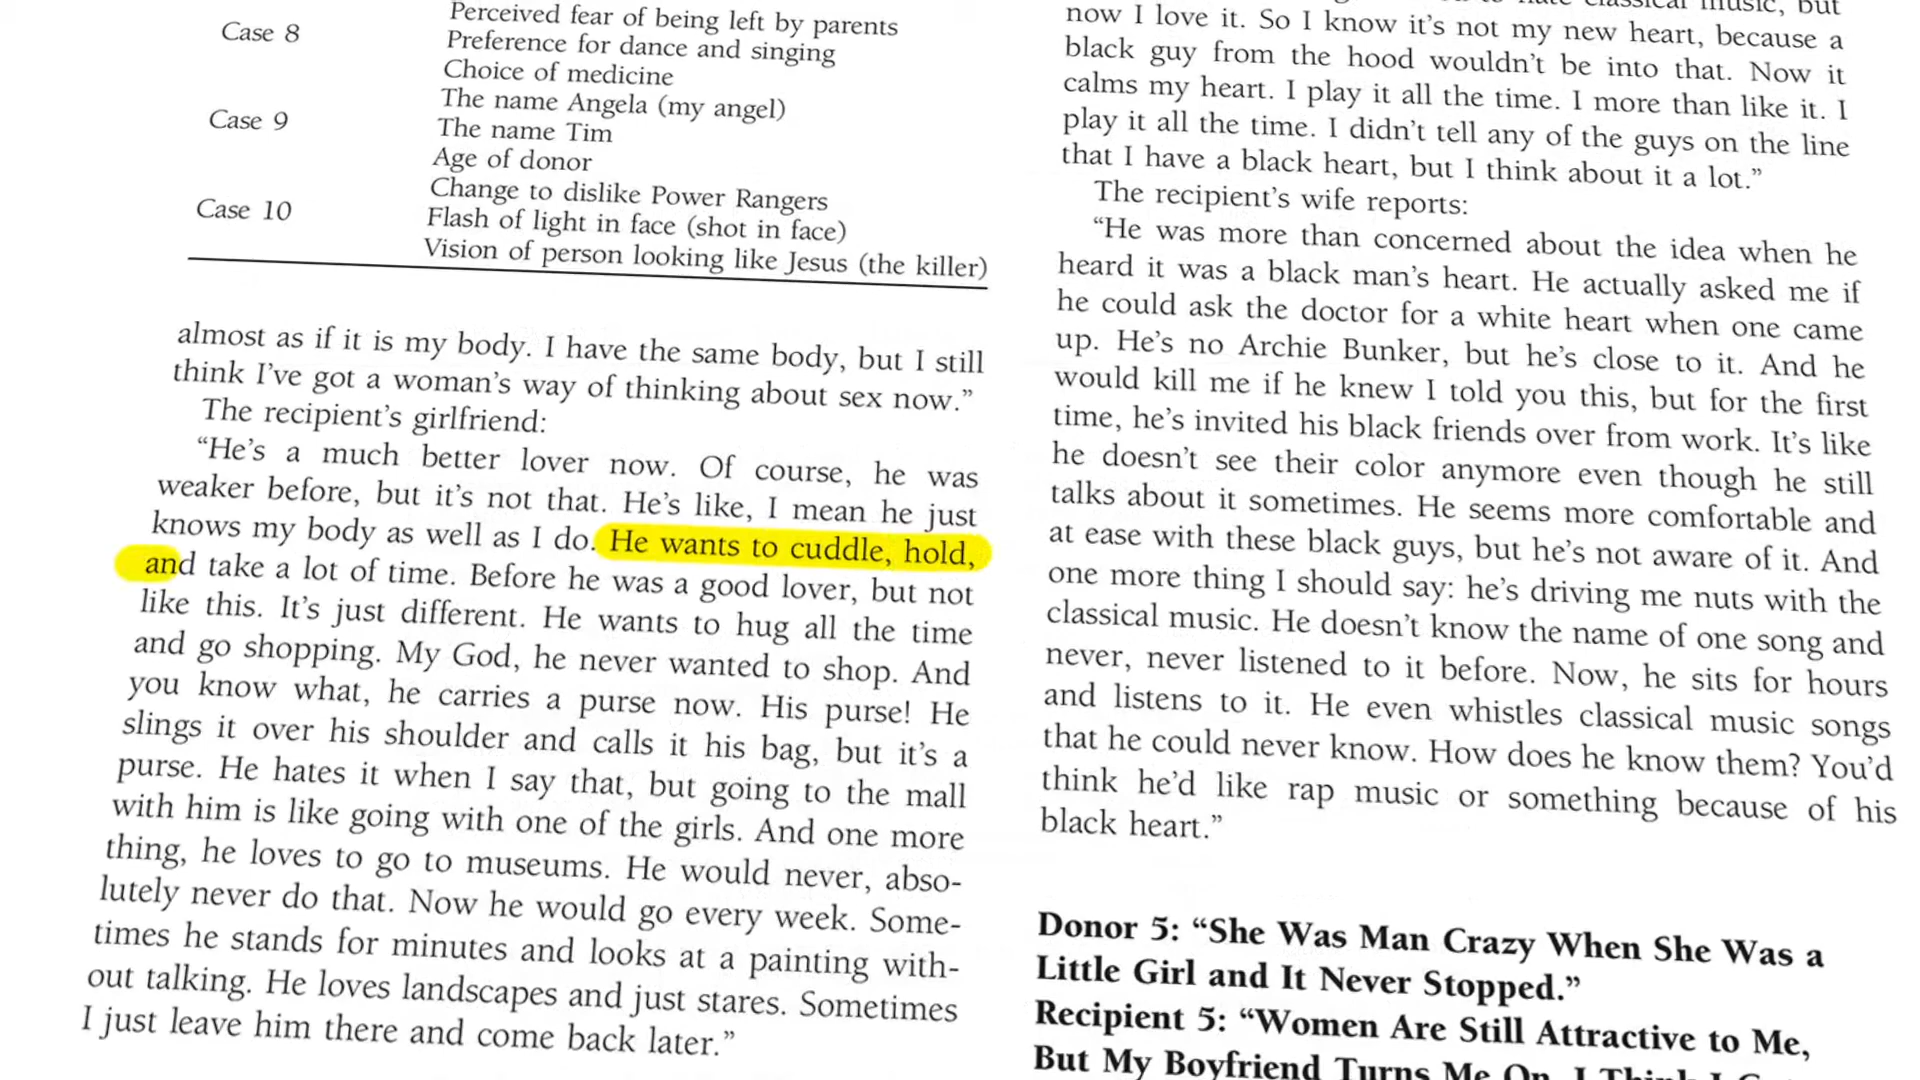 Perceived fear of being left by parents
Case 8
Preference for dance and singing
Choice of medicine
The name Angela (my angel)
Case 9
The name Tim
Age of donor
Change to dislike Power Rangers
Case 10
Flash of light in face (shot in face)
Vision of person looking like Jesus (the killer)
almost as if it is my body. I have the same body, but I still
think I've got a woman's way of thinking about sex now.”
The recipient's girlfriend:
“He's a much better lover now. Of course, he was
weaker before, but it's not that. He's like, I mean he just
knows my body as well as I do. He wants to cuddle, hold,
and take a lot of time. Before he was a good lover, but not
like this. It's just different. He wants to hug all the time
and go shopping. My God, he never wanted to shop. And
you know what, he carries a purse now. His purse! He
slings it over his shoulder and calls it his bag, but it's a
purse. He hates it when I say that, but going to the mall
with him is like going with one of the girls. And one more
thing, he loves to go to museums. He would never, abso-
lutely never do that. Now he would go every week. Some-
times he stands for minutes and looks at a painting with-
out talking. He loves landscapes and just stares. Sometimes
I just leave him there and come back later.”
classical music, but
now I love it. So I know it's not my new heart, because a
black guy from the hood wouldn't be into that. Now it
calms my heart. I play it all the time. I more than like it. I
play it all the time. I didn't tell any of the guys on the line
that I have a black heart, but I think about it a lot.”
The recipient's wife reports:
“He was more than concerned about the idea when he
heard it was a black man's heart. He actually asked me if
he could ask the doctor for a white heart when one came
up. He's no Archie Bunker, but he's close to it. And he
would kill me if he knew I told you this, but for the first
time, he's invited his black friends over from work. It's like
he doesn't see their color anymore even though he still
talks about it sometimes. He seems more comfortable and
at ease with these black guys, but he's not aware of it. And
one more thing I should say: he's driving me nuts with the
classical music. He doesn't know the name of one song and
never, never listened to it before. Now, he sits for hours
and listens to it. He even whistles classical music songs
that he could never know. How does he know them? You'd
think he'd like rap music or something because of his
black heart.”
Donor 5: “She Was Man Crazy When She Was a
Little Girl and It Never Stopped.”
Recipient 5: “Women Are Still Attractive to Me,
But My Boyfriend Turns Me On. I Think I